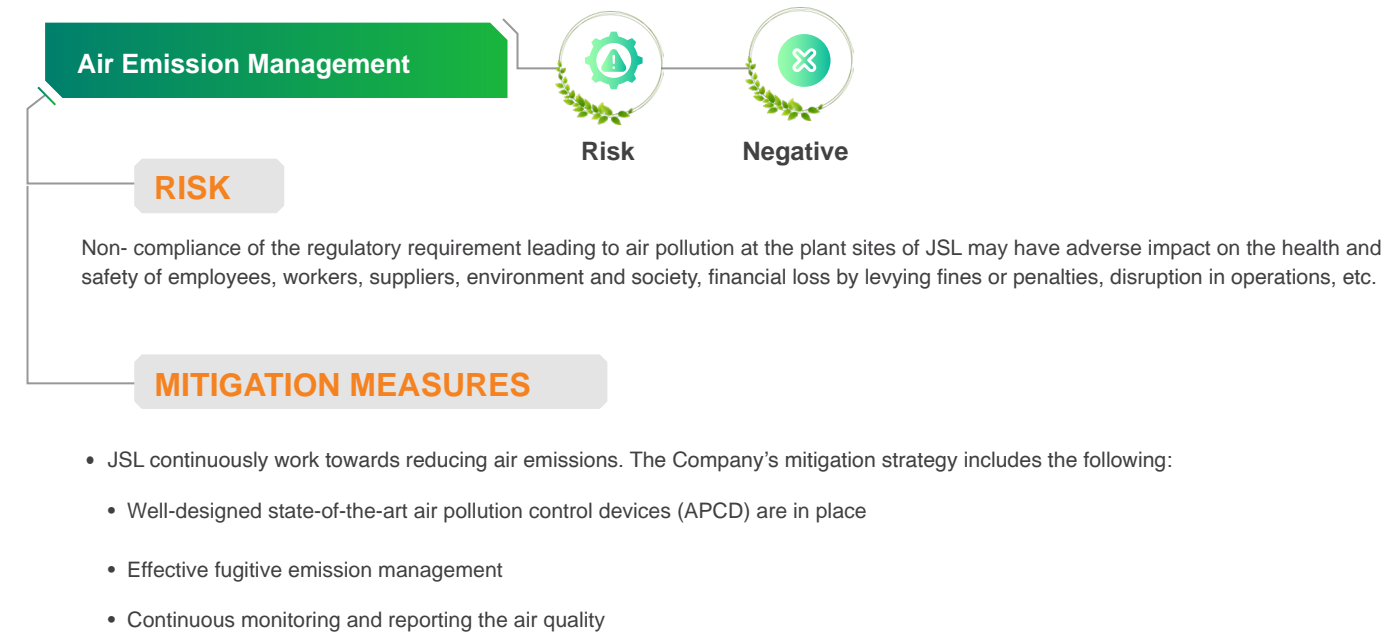 Air Emission Management
Risk
Negative
RISK
Non- compliance of the regulatory requirement leading to air pollution at the plant sites of JSL may have adverse impact on the health and
safety of employees, workers, suppliers, environment and society, financial loss by levying fines or penalties, disruption in operations, etc.
MITIGATION MEASURES
• JSL continuously work towards reducing air emissions. The Company’s mitigation strategy includes the following:
• Well-designed state-of-the-art air pollution control devices (APCD) are in place
• Effective fugitive emission management
• Continuous monitoring and reporting the air quality